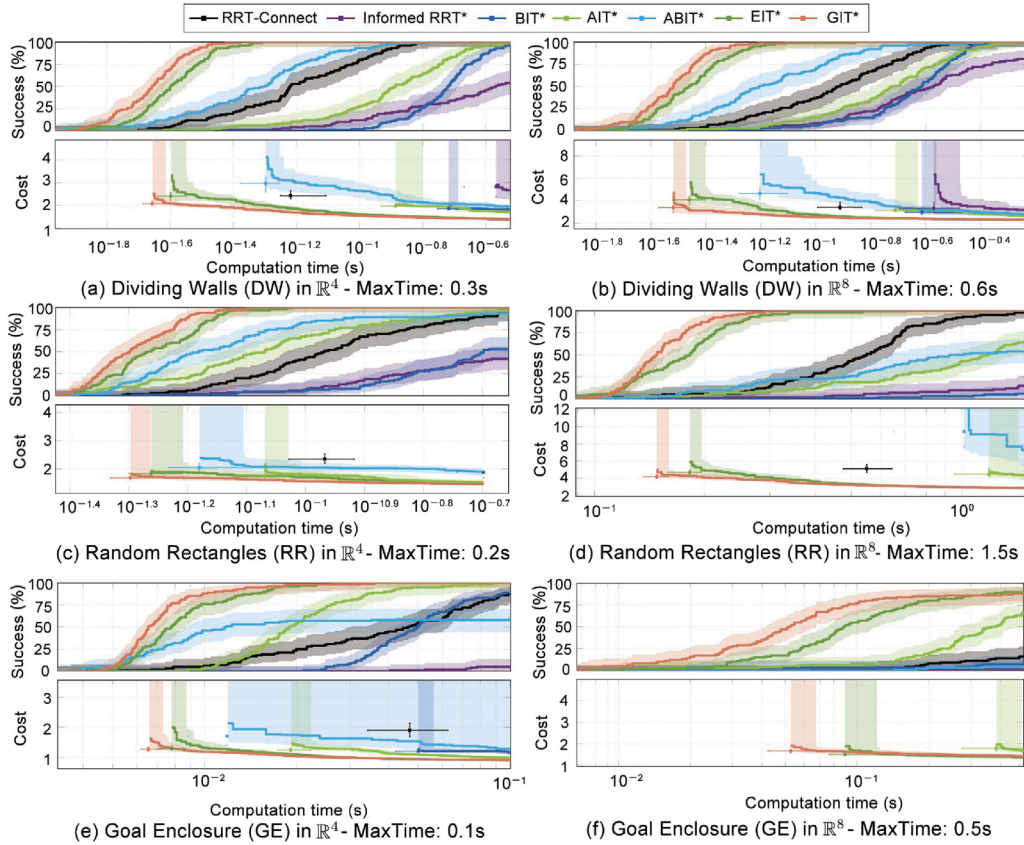 RRT-Connect Informed RRT* BIT* AIT* ABIT* EIT* GIT*
Success (%)
100
75
50
25
0
Cost
4
3
2
1
10^-1.8 10^-1.6 10^-1.4 10^-1.2 10^-1 10^-0.8 10^-0.6
Computation time (s)
(a) Dividing Walls (DW) in ℝ^4 - MaxTime: 0.3s
Success (%)
100
75
50
25
0
Cost
8
6
4
2
10^-1.8 10^-1.6 10^-1.4 10^-1.2 10^-1 10^-0.8 10^-0.6 10^-0.4
Computation time (s)
(b) Dividing Walls (DW) in ℝ^8 - MaxTime: 0.6s
Success (%)
100
75
50
25
0
Cost
4
3
2
10^-1.4 10^-1.3 10^-1.2 10^-1.1 10^-1 10^-10.9 10^-0.8 10^-0.7
Computation time (s)
(c) Random Rectangles (RR) in ℝ^4- MaxTime: 0.2s
Success (%)
100
75
50
25
0
Cost
12
10
8
6
4
2
10^-1 10^0
Computation time (s)
(d) Random Rectangles (RR) in ℝ^8- MaxTime: 1.5s
Success (%)
100
75
50
25
0
Cost
3
2
1
10^-2 10^-1
Computation time (s)
(e) Goal Enclosure (GE) in ℝ^4- MaxTime: 0.1s
Success (%)
100
75
50
25
0
Cost
5
4
3
2
1
10^-2 10^-1
Computation time (s)
(f) Goal Enclosure (GE) in ℝ^8- MaxTime: 0.5s